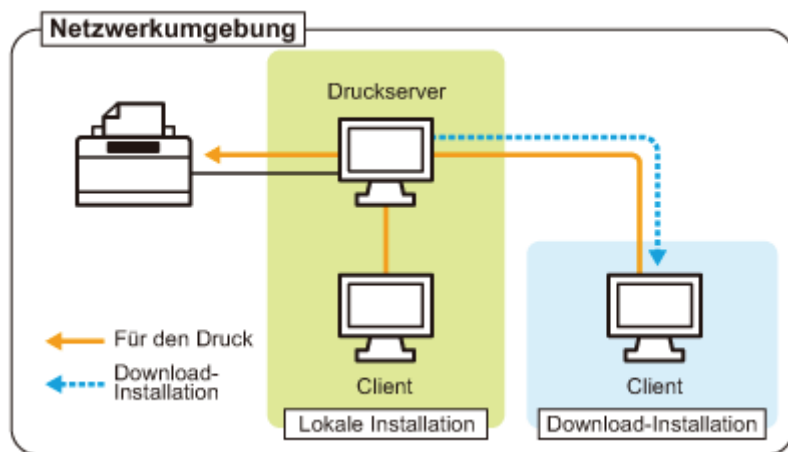 Netzwerkumgebung
Druckserver
Für den Druck
Download-
Installation
Client
Lokale Installation
Client
Download-Installation